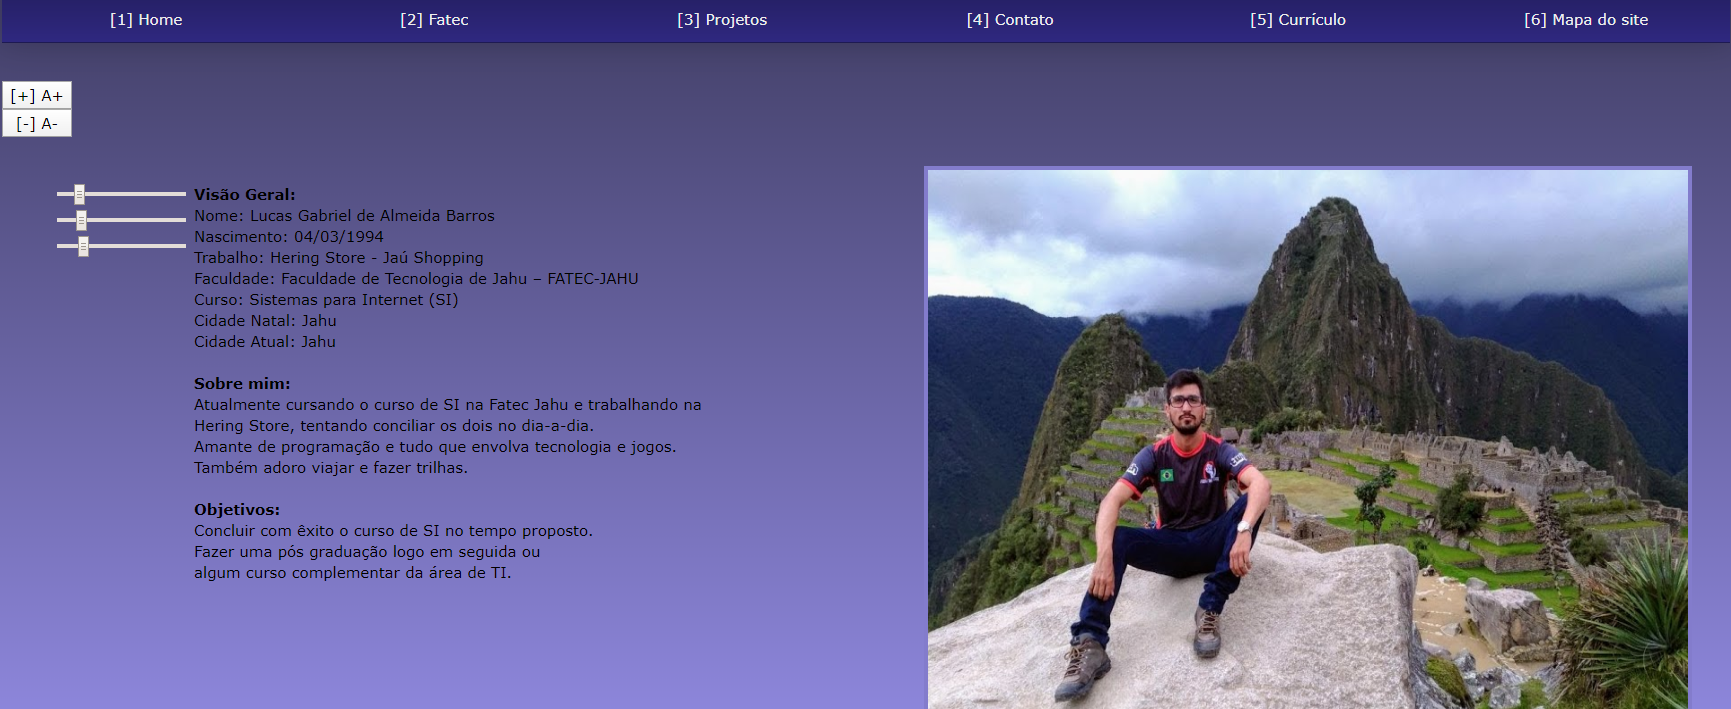 [1] Home
[2] Fatec
[3] Projetos
[4] Contato
[5] Currículo
[6] Mapa do site
[+] A+
[-] A-
Visão Geral:
Nome: Lucas Gabriel de Almeida Barros
Nascimento: 04/03/1994
Trabalho: Hering Store - Jaú Shopping
Faculdade: Faculdade de Tecnologia de Jahu – FATEC-JAHU
Curso: Sistemas para Internet (SI)
Cidade Natal: Jahu
Cidade Atual: Jahu
Sobre mim:
Atualmente cursando o curso de SI na Fatec Jahu e trabalhando na
Hering Store, tentando conciliar os dois no dia-a-dia.
Amante de programação e tudo que envolva tecnologia e jogos.
Também adoro viajar e fazer trilhas.
Objetivos:
Concluir com êxito o curso de SI no tempo proposto.
Fazer uma pós graduação logo em seguida ou
algum curso complementar da área de TI.